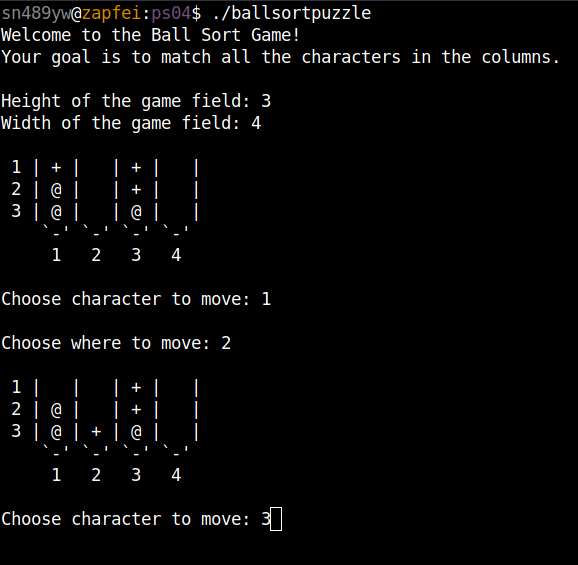 sn489yw@zapfei:ps04$ ./ballsortpuzzle
Welcome to the Ball Sort Game!
Your goal is to match all the characters in the columns.

Height of the game field: 3
Width of the game field: 4

 1 | + |   | + |   |
 2 | @ |   | + |   |
 3 | @ |   | @ |   |
    `-' `-' `-' `-'
     1   2   3   4

Choose character to move: 1

Choose where to move: 2

 1 |   |   | + |   |
 2 | @ |   | + |   |
 3 | @ | + | @ |   |
    `-' `-' `-' `-'
     1   2   3   4

Choose character to move: 3